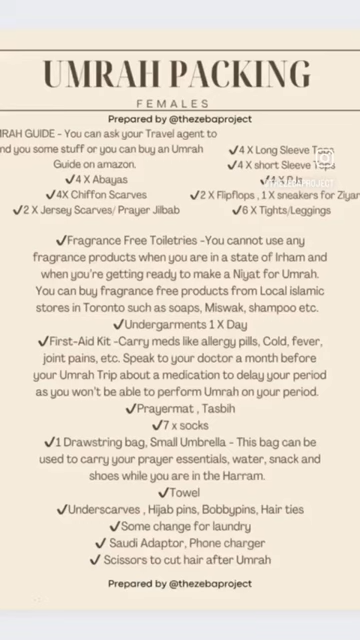 UMRAH PACKING
FEMALES
Prepared by @thezebaproject
RAH GUIDE - You can ask your Travel agent to
nd you some stuff or you can buy an Umrah
Guide on amazon.
✓4 X Abayas
✓4X Chiffon Scarves
✓2 X Jersey Scarves/ Prayer Jilbab
✓4 X Long Sleeve
✓4 X short Sleeve
✓2 X Flipflops , 1 X sneakers for Ziyar
✓6 X Tights/Leggings
✓Fragrance Free Toiletries -You cannot use any
fragrance products when you are in a state of Irham and
when you're getting ready to make a Niyat for Umrah.
You can buy fragrance free products from Local islamic
stores in Toronto such as soaps, Miswak, shampoo etc.
✓Undergarments 1 X Day
✓First-Aid Kit -Carry meds like allergy pills, Cold, fever,
joint pains, etc. Speak to your doctor a month before
your Umrah Trip about a medication to delay your period
as you won't be able to perform Umrah on your period.
✓Prayermat , Tasbih
✓7 x socks
✓1 Drawstring bag, Small Umbrella - This bag can be
used to carry your prayer essentials, water, snack and
shoes while you are in the Harram.
✓Towel
✓Underscarves , Hijab pins, Bobbypins, Hair ties
✓Some change for laundry
✓ Saudi Adaptor, Phone charger
✓ Scissors to cut hair after Umrah
Prepared by @thezebaproject